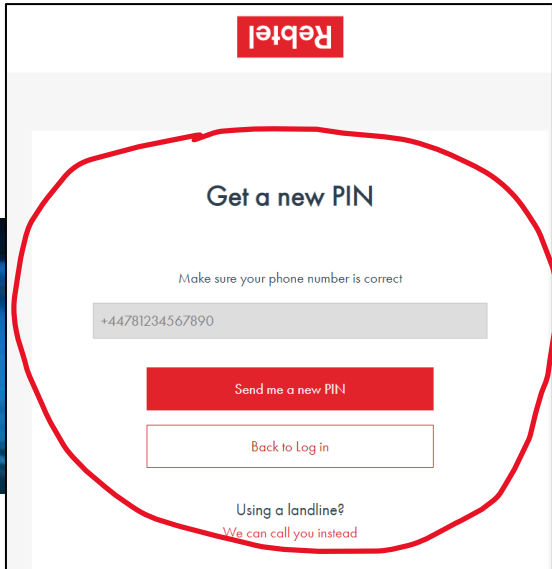 Rebtel
Get a new PIN
Make sure your phone number is correct
+44781234567890
Send me a new PIN
Back to Log in
Using a landline?
We can call you instead